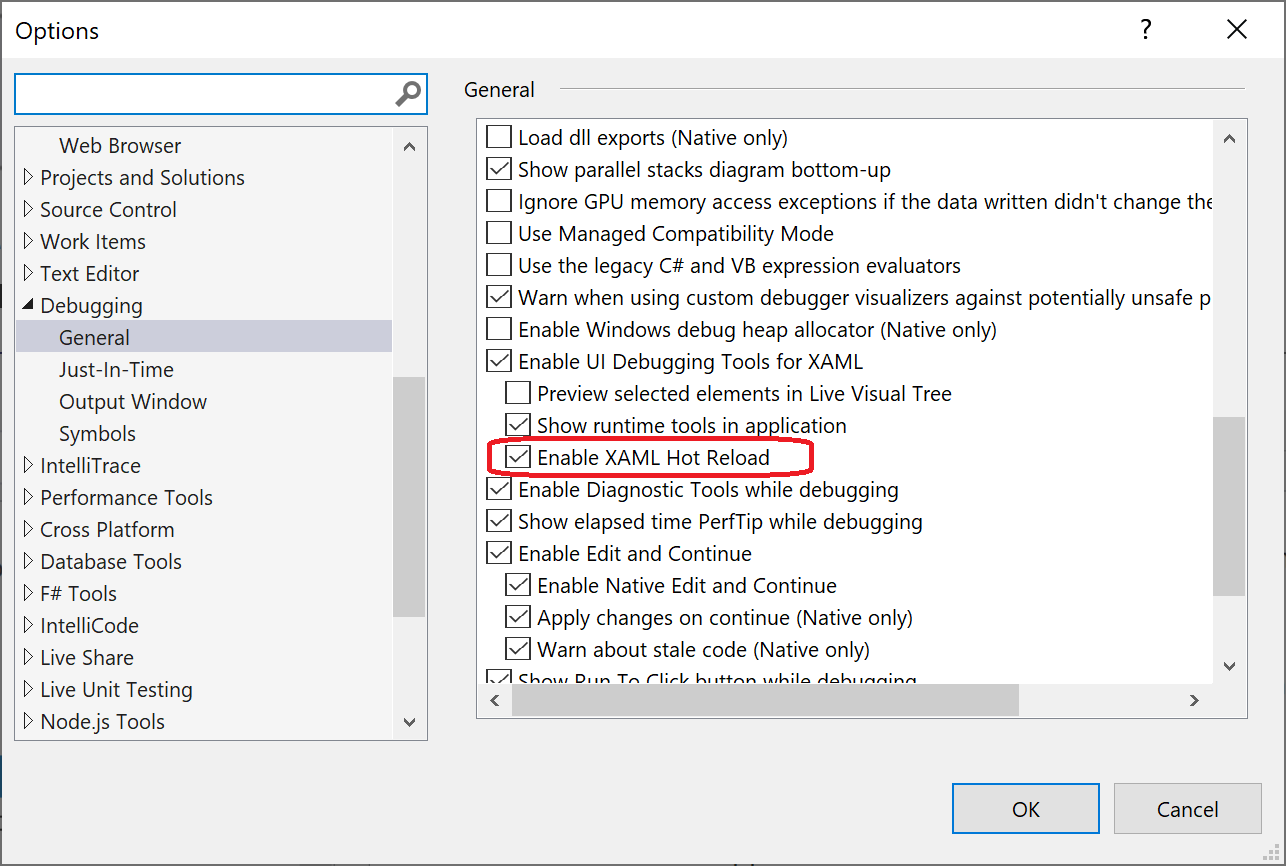 Options
?
General
Web Browser
Projects and Solutions
Source Control
Work Items
Text Editor
Debugging
General
Just-In-Time
Output Window
Symbols
IntelliTrace
Performance Tools
Cross Platform
Database Tools
F# Tools
IntelliCode
Live Share
Live Unit Testing
Node.js Tools
Load dll exports (Native only)
Show parallel stacks diagram bottom-up
Ignore GPU memory access exceptions if the data written didn't change the
Use Managed Compatibility Mode
Use the legacy C# and VB expression evaluators
Warn when using custom debugger visualizers against potentially unsafe p
Enable Windows debug heap allocator (Native only)
Enable UI Debugging Tools for XAML
Preview selected elements in Live Visual Tree
Show runtime tools in application
Enable XAML Hot Reload
Enable Diagnostic Tools while debugging
Show elapsed time PerfTip while debugging
Enable Edit and Continue
Enable Native Edit and Continue
Apply changes on continue (Native only)
Warn about stale code (Native only)
Show Run To Click button while debugging
OK
Cancel